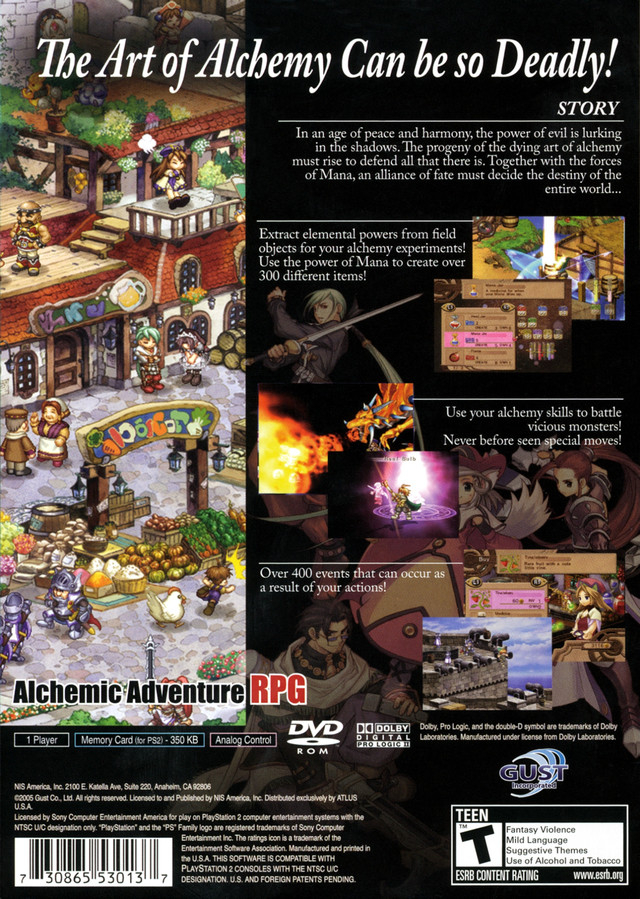 The Art of Alchemy Can be so Deadly!
STORY
In an age of peace and harmony, the power of evil is lurking
in the shadows. The progeny of the dying art of alchemy
must rise to defend all that there is. Together with the forces
of Mana, an alliance of fate must decide the destiny of the
entire world...
Extract elemental powers from field
objects for your alchemy experiments!
Use the power of Mana to create over
300 different items!
Use your alchemy skills to battle
vicious monsters!
Never before seen special moves!
Over 400 events that can occur as
a result of your actions!
Alchemic Adventure RPG
1 Player
Memory Card (for PS2) - 350 KB
Analog Control
DVD
ROM
DOLBY
DIGITAL
PRO LOGIC II
Dolby, Pro Logic, and the double-D symbol are trademarks of Dolby
Laboratories. Manufactured under license from Dolby Laboratories.
GUST
Incorporated
NIS America, Inc. 2100 E. Katella Ave, Suite 220, Anaheim, CA 92806
©2005 Gust Co., Ltd. All rights reserved. Licensed to and Published by NIS America, Inc. Distributed exclusively by ATLUS
U.S.A.
Licensed by Sony Computer Entertainment America for play on PlayStation 2 computer entertainment systems with the
NTSC U/C designation only. "PlayStation" and the "PS" Family logo are registered trademarks of Sony Computer
Entertainment Inc. The ratings icon is a trademark of the
Entertainment Software Association. Manufactured and printed in
the U.S.A. THIS SOFTWARE IS COMPATIBLE WITH
PLAYSTATION 2 CONSOLES WITH THE NTSC U/C
DESIGNATION. U.S. AND FOREIGN PATENTS PENDING.
7 30865 53013 7
TEEN
T
TM
Fantasy Violence
Mild Language
Suggestive Themes
Use of Alcohol and Tobacco
ESRB CONTENT RATING
www.esrb.org